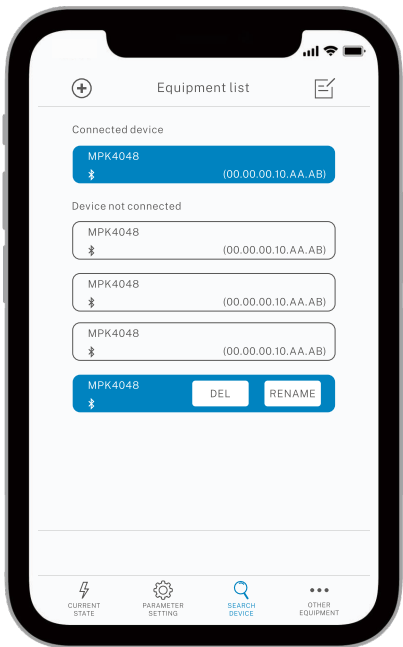 Equipment list
Connected device
MPK4048
(00.00.00.10.AA.AB)
Device not connected
MPK4048
(00.00.00.10.AA.AB)
MPK4048
(00.00.00.10.AA.AB)
MPK4048
(00.00.00.10.AA.AB)
MPK4048
DEL RENAME
CURRENT
STATE
PARAMETER
SETTING
SEARCH
DEVICE
OTHER
EQUIPMENT